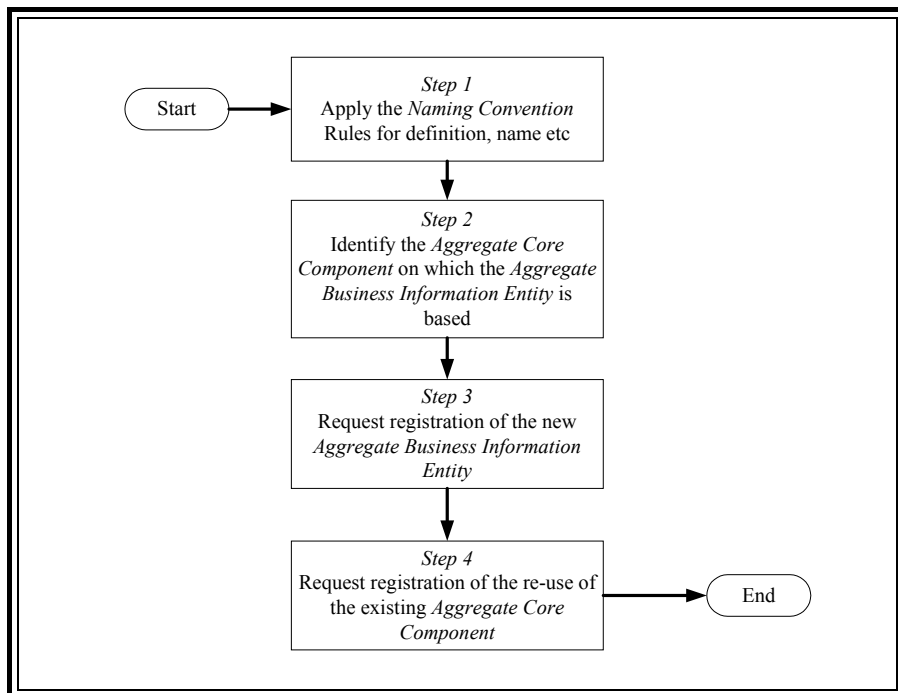 Start
Step 1
Apply the Naming Convention
Rules for definition, name etc
Step 2
Identify the Aggregate Core
Component on which the Aggregate
Business Information Entity is
based
Step 3
Request registration of the new
Aggregate Business Information
Entity
Step 4
Request registration of the re-use of
the existing Aggregate Core
Component
End